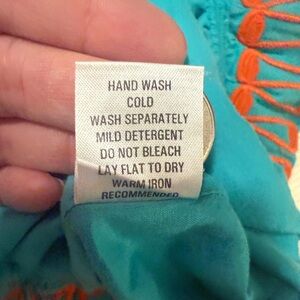 HAND WASH
COLD
WASH SEPARATELY
MILD DETERGENT
DO NOT BLEACH
LAY FLAT TO DRY
WARM IRON
RECOMMENDED